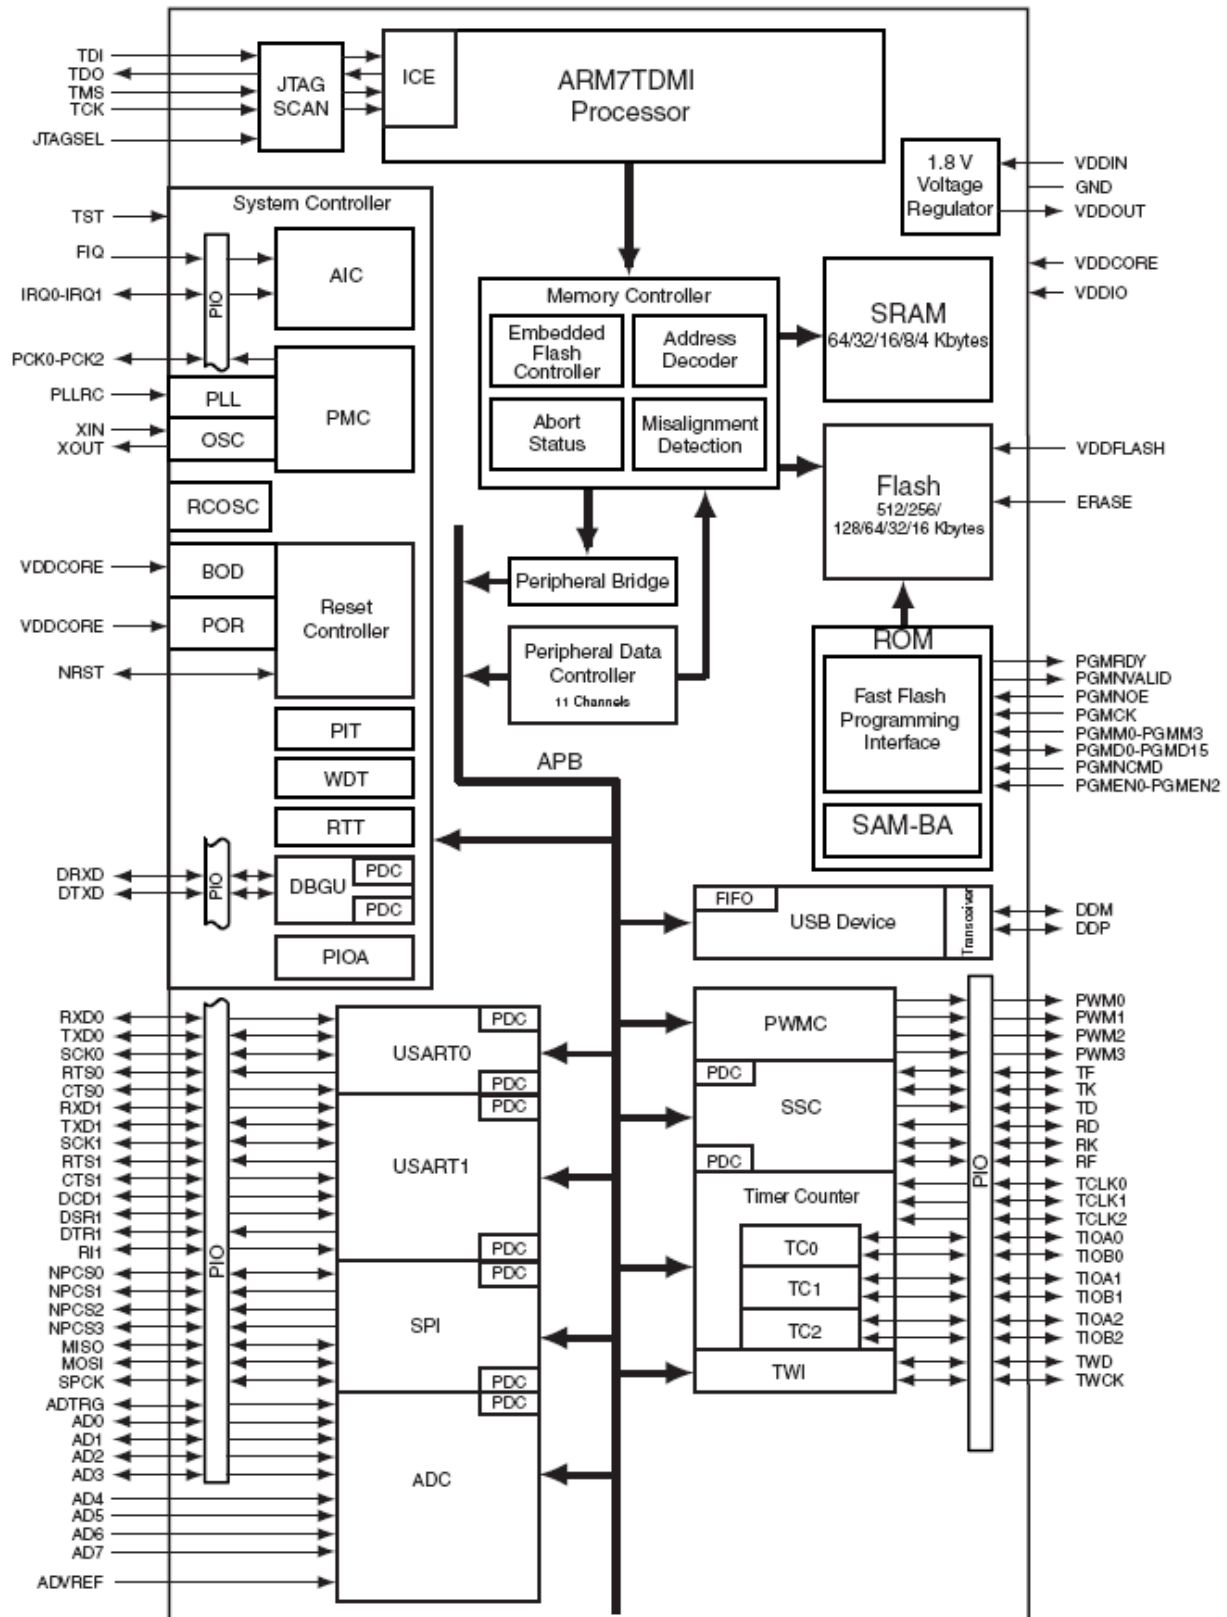 TDI
TDO
TMS
TCK
JTAGSEL
JTAG
SCAN
ICE
ARM7TDMI
Processor
1.8 V
Voltage
Regulator
VDDIN
GND
VDDOUT
VDDCORE
VDDIO
System Controller
TST
FIQ
IRQ0-IRQ1
PIO
AIC
PCK0-PCK2
PLLRC
XIN
XOUT
PLL
OSC
PMC
RCOSC
VDDCORE
VDDCORE
NRST
BOD
POR
Reset
Controller
PIT
WDT
RTT
DRXD
DTXD
PIO
DBGU
PDC
PDC
PIOA
Memory Controller
Embedded
Flash
Controller
Address
Decoder
Abort
Status
Misalignment
Detection
SRAM
64/32/16/8/4 Kbytes
Flash
512/256/
128/64/32/16 Kbytes
VDDFLASH
ERASE
Peripheral Bridge
Peripheral Data
Controller
11 Channels
APB
ROM
Fast Flash
Programming
Interface
SAM-BA
PGMRDY
PGMNVALID
PGMNOE
PGMCK
PGMM0-PGMM3
PGMD0-PGMD15
PGMNCMD
PGMEN0-PGMEN2
FIFO
USB Device
Transceiver
DDM
DDP
RXD0
TXD0
SCK0
RTS0
CTS0
RXD1
TXD1
SCK1
RTS1
CTS1
DCD1
DSR1
DTR1
RI1
NPCS0
NPCS1
NPCS2
NPCS3
MISO
MOSI
SPCK
ADTRG
AD0
AD1
AD2
AD3
AD4
AD5
AD6
AD7
ADVREF
PIO
PDC
USART0
PDC
PDC
USART1
PDC
PDC
SPI
PDC
PDC
ADC
PWMC
PDC
SSC
PDC
Timer Counter
TC0
TC1
TC2
TWI
PIO
PWM0
PWM1
PWM2
PWM3
TF
TK
TD
RD
RK
RF
TCLK0
TCLK1
TCLK2
TIOA0
TIOB0
TIOA1
TIOB1
TIOA2
TIOB2
TWD
TWCK